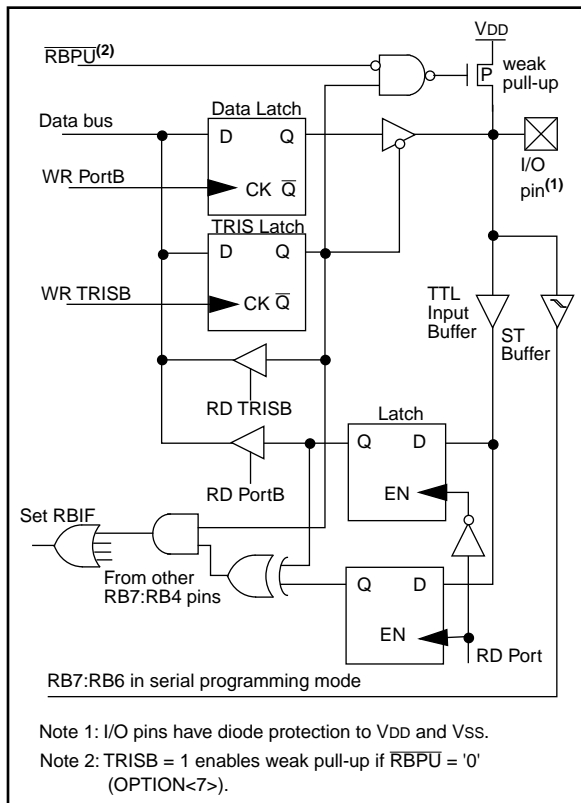 VDD
RBPU(2)
P
weak
pull-up
Data Latch
Data bus
D Q
I/O
pin(1)
WR PortB
CK Q
TRIS Latch
D Q
WR TRISB
CK Q
TTL
Input
Buffer
ST
Buffer
RD TRISB
Latch
Q D
RD PortB
EN
Set RBIF
From other
RB7:RB4 pins
Q D
EN
RD Port
RB7:RB6 in serial programming mode
Note 1: I/O pins have diode protection to VDD and VSS.
Note 2: TRISB = 1 enables weak pull-up if RBPU = '0'
(OPTION<7>).